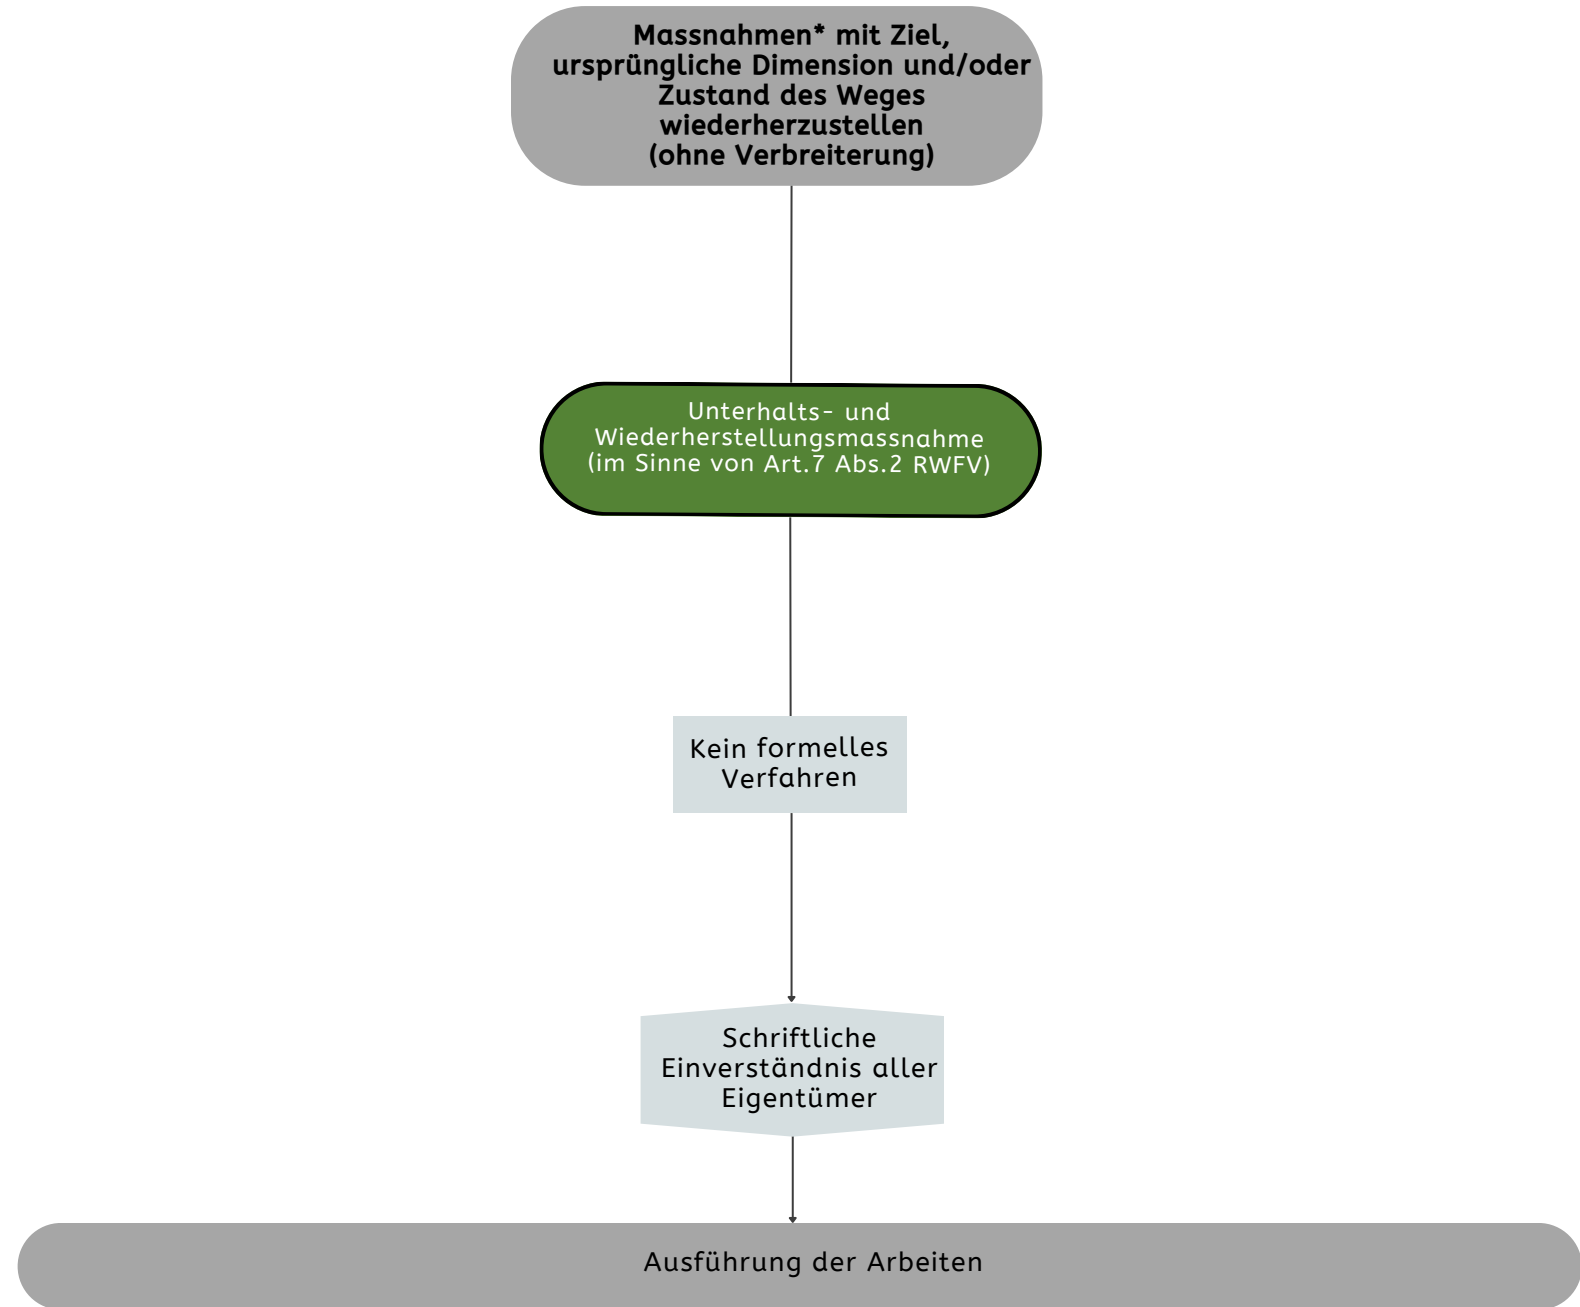 Massnahmen* mit Ziel,
ursprüngliche Dimension und/oder
Zustand des Weges
wiederherzustellen
(ohne Verbreiterung)
Unterhalts- und
Wiederherstellungsmassnahme
(im Sinne von Art.7 Abs.2 RWFV)
Kein formelles
Verfahren
Schriftliche
Einverständnis aller
Eigentümer
Ausführung der Arbeiten